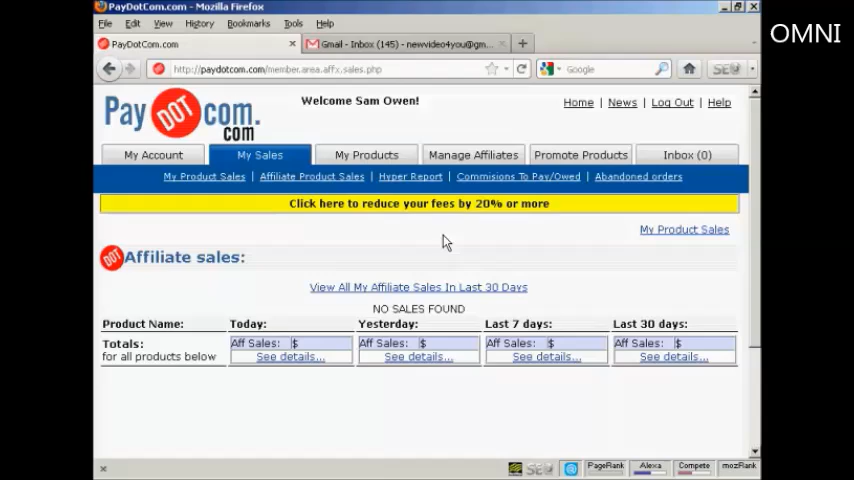 PayDotCom.com - Mozilla Firefox
OMNI
File Edit View History Bookmarks Tools Help
PayDotCom.com × Gmail - Inbox (145) - newvideo4you@gm... × +
http://paydotcom.com/member.area.affx.sales.php Google
Pay DOT com.
com
Welcome Sam Owen!
Home | News | Log Out | Help
My Account My Sales My Products Manage Affiliates Promote Products Inbox (0)
My Product Sales | Affiliate Product Sales | Hyper Report | Commisions To Pay/Owed | Abandoned orders
Click here to reduce your fees by 20% or more
My Product Sales
DOT Affiliate sales:
View All My Affiliate Sales In Last 30 Days
NO SALES FOUND
Product Name: Today: Yesterday: Last 7 days: Last 30 days:
Totals: Aff Sales: $ Aff Sales: $ Aff Sales: $ Aff Sales: $
for all products below See details... See details... See details... See details...
× SEO PageRank Alexa Compete mozRank